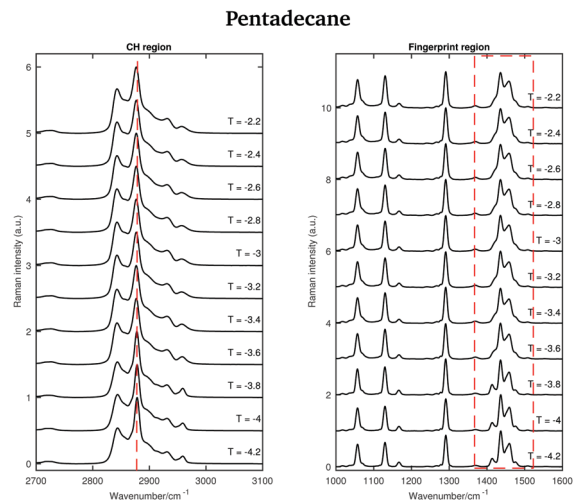 Pentadecane
CH region
Raman intensity (a.u.)
6
5
4
3
2
1
0
T = -2.2
T = -2.4
T = -2.6
T = -2.8
T = -3
T = -3.2
T = -3.4
T = -3.6
T = -3.8
T = -4
T = -4.2
2700 2800 2900 3000 3100
Wavenumber/cm-1
Fingerprint region
Raman intensity (a.u.)
10
8
6
4
2
0
T = -2.2
T = -2.4
T = -2.6
T = -2.8
T = -3
T = -3.2
T = -3.4
T = -3.6
T = -3.8
T = -4
T = -4.2
1000 1100 1200 1300 1400 1500 1600
Wavenumber/cm-1